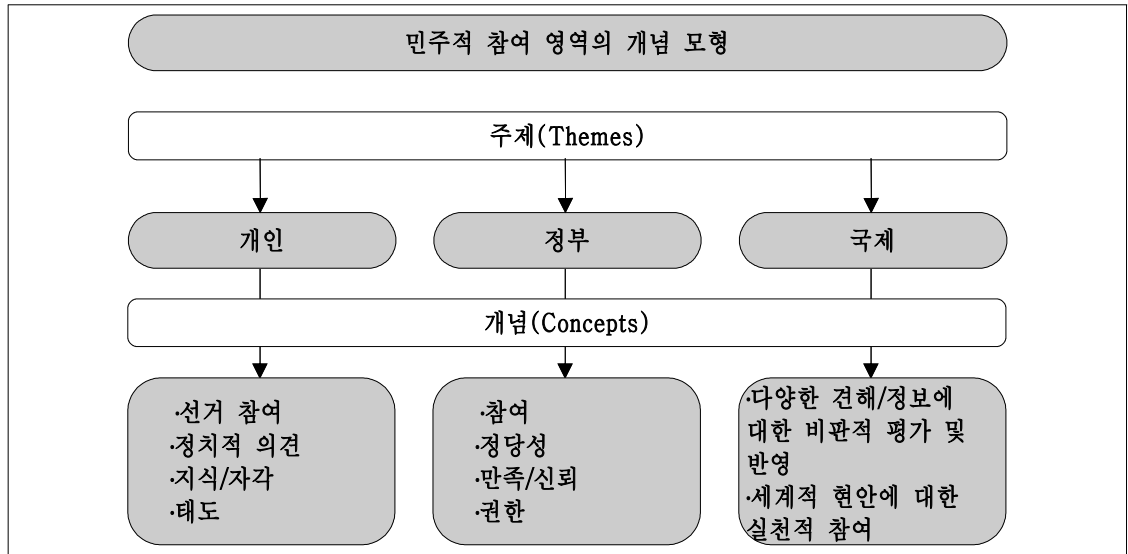 민주적 참여 영역의 개념 모형
주제(Themes)
개인
정부
국제
개념(Concepts)
·선거 참여
·정치적 의견
·지식/자각
·태도
·참여
·정당성
·만족/신뢰
·권한
·다양한 견해/정보에
대한 비판적 평가 및
반영
·세계적 현안에 대한
실천적 참여